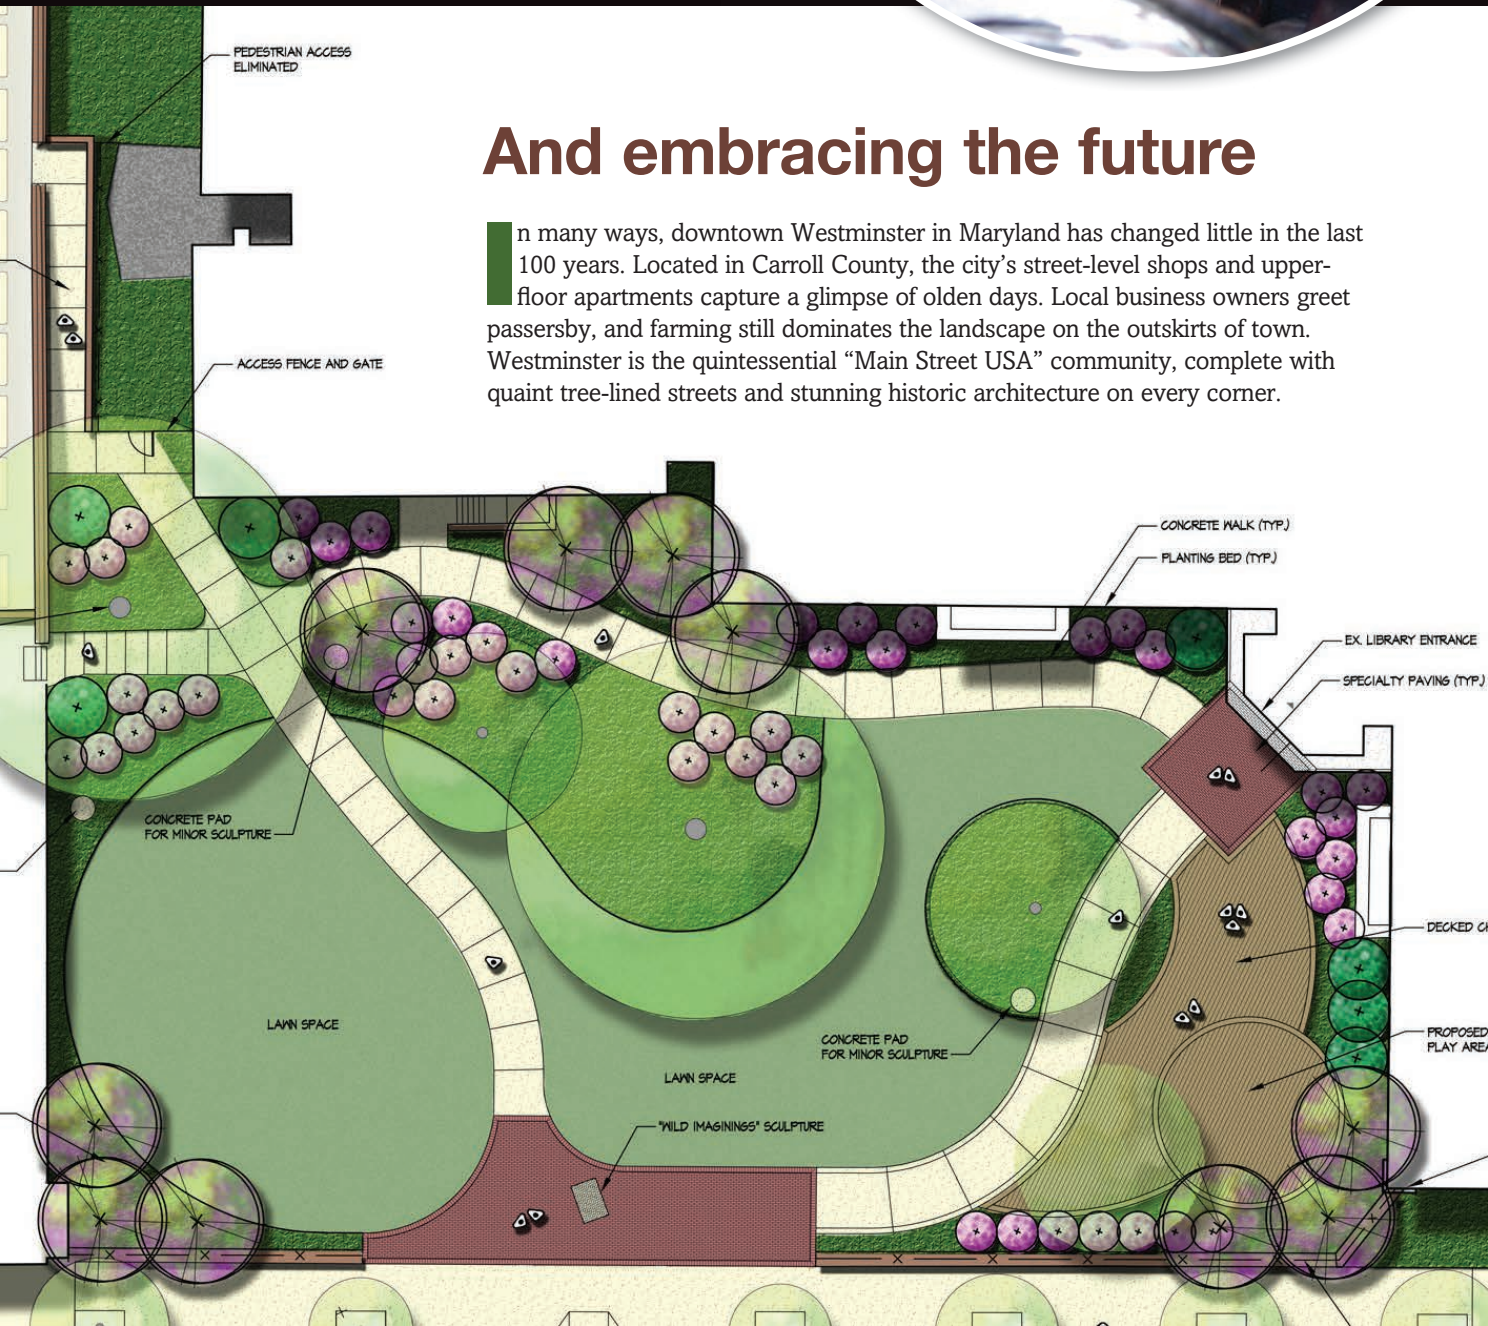 PEDESTRIAN ACCESS
ELIMINATED
And embracing the future
In many ways, downtown Westminster in Maryland has changed little in the last
100 years. Located in Carroll County, the city’s street-level shops and upper-
floor apartments capture a glimpse of olden days. Local business owners greet
passersby, and farming still dominates the landscape on the outskirts of town.
Westminster is the quintessential “Main Street USA” community, complete with
quaint tree-lined streets and stunning historic architecture on every corner.
ACCESS FENCE AND GATE
CONCRETE WALK (TYP.)
PLANTING BED (TYP.)
EX. LIBRARY ENTRANCE
SPECIALTY PAVING (TYP.)
CONCRETE PAD
FOR MINOR SCULPTURE
DECKED
LAWN SPACE
CONCRETE PAD
FOR MINOR SCULPTURE
PROPOSED
PLAY AREA
LAWN SPACE
"WILD IMAGININGS" SCULPTURE